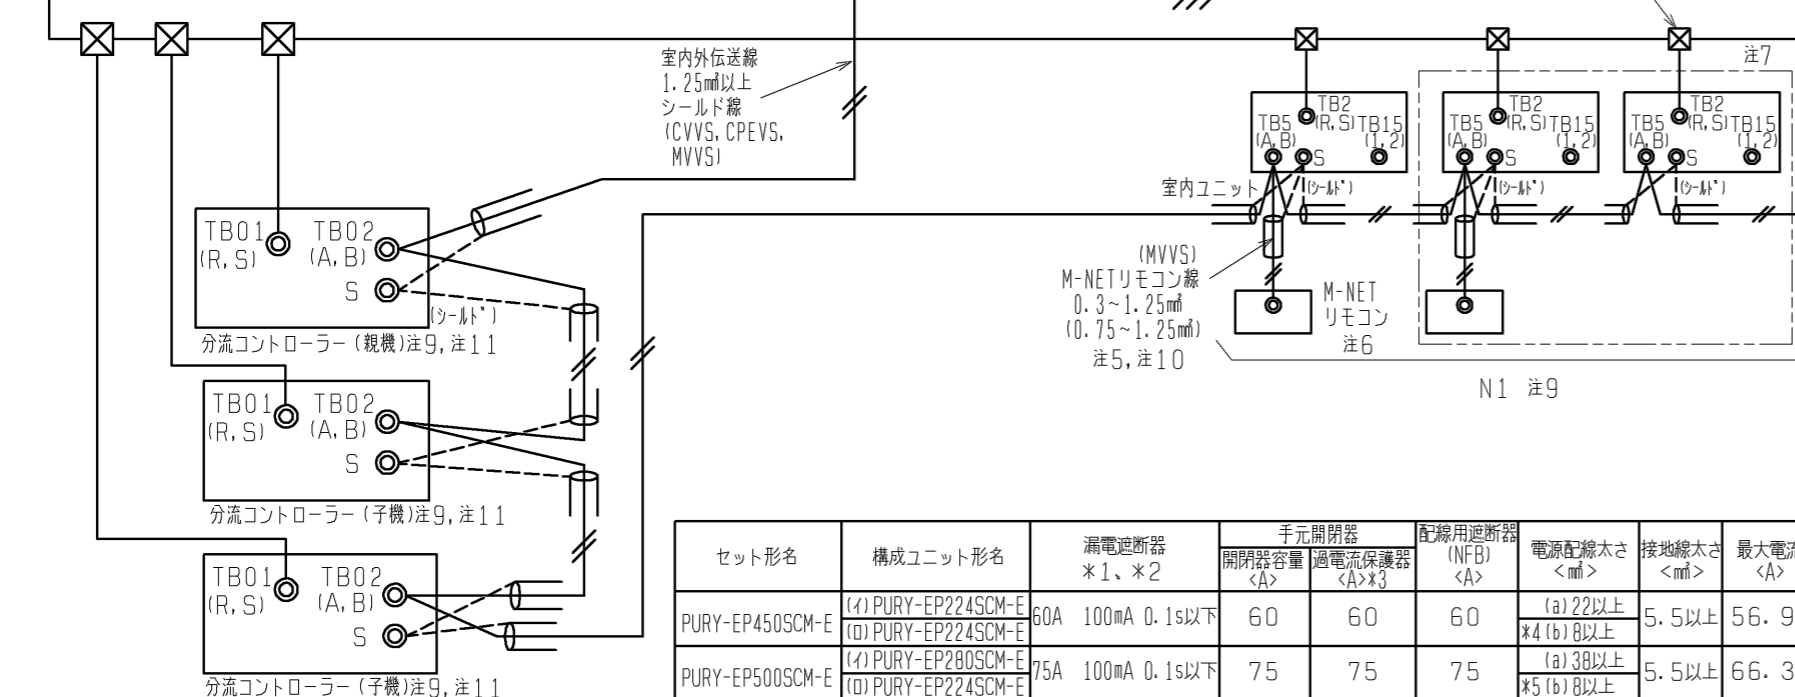 室内外伝送線
1.25㎟以上
シールド線
(CVVS, CPEVS,
MVVS)
注7
TB2
(R, S)
TB5
(A, B)
TB15
(1, 2)
S
(シールド)
TB2
(R, S)
TB5
(A, B)
TB15
(1, 2)
S
(シールド)
TB2
(R, S)
TB5
(A, B)
TB15
(1, 2)
S
(シールド)
室内ユニット
(MVVS)
M-NETリモコン線
0.3~1.25㎟
(0.75~1.25㎟)
注5, 注10
M-NET
リモコン
注6
N1 注9
TB01
(R, S)
TB02
(A, B)
S
(シールド)
分流コントローラー(親機)注9, 注11
TB01
(R, S)
TB02
(A, B)
S
分流コントローラー(子機)注9, 注11
TB01
(R, S)
TB02
(A, B)
S
分流コントローラー(子機)注9, 注11
セット形名
構成ユニット形名
漏電遮断器
*1、*2
手元開閉器
開閉器容量
<A>
過電流保護器
<A>*3
配線用遮断器
(NFB)
<A>
電源配線太さ
<㎟>
接地線太さ
<㎟>
最大電流
<A>
PURY-EP450SCM-E
(イ)PURY-EP224SCM-E
(ロ)PURY-EP224SCM-E
60A 100mA 0.1s以下
60
60
60
(a)22以上
*4(b)8以上
5.5以上
56.9
PURY-EP500SCM-E
(イ)PURY-EP280SCM-E
(ロ)PURY-EP224SCM-E
75A 100mA 0.1s以下
75
75
75
(a)38以上
*5(b)8以上
5.5以上
66.3